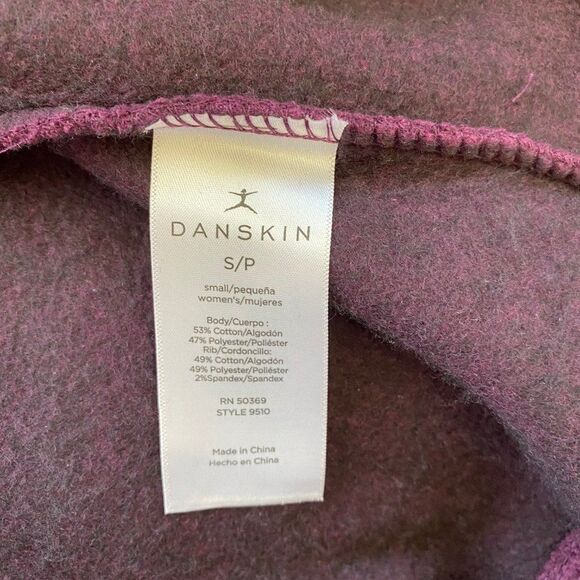 DANSKIN
S/P
small/pequeña
women's/mujeres
Body/Cuerpo :
53% Cotton/Algodón
47% Polyester/Poliéster
Rib/Cordoncillo:
49% Cotton/Algodón
49% Polyester/Poliéster
2%Spandex/Spandex
RN 50369
STYLE 9510
Made in China
Hecho en China